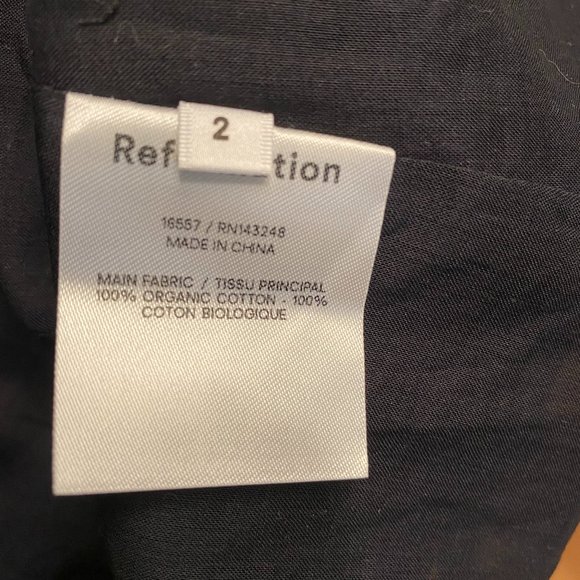 2
Ref tion
16557 / RN143248
MADE IN CHINA
MAIN FABRIC / TISSU PRINCIPAL
100% ORGANIC COTTON - 100%
COTON BIOLOGIQUE